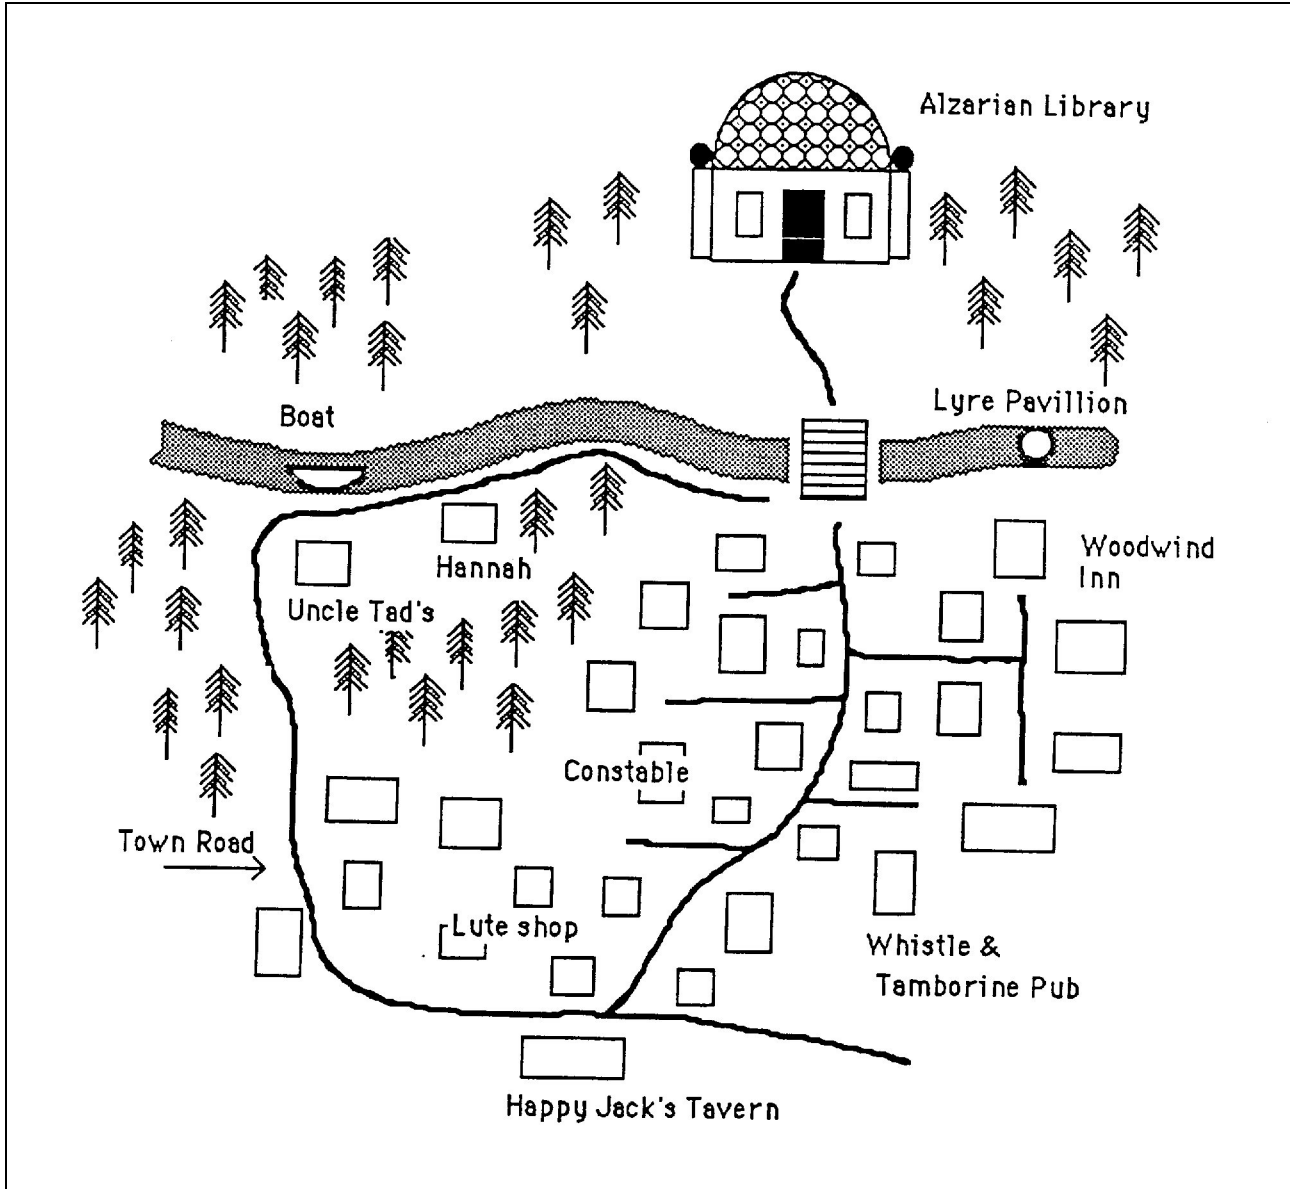 Alzarian Library
Boat
Lyre Pavillion
Woodwind
Inn
Hannah
Uncle Tad's
Constable
Town Road
Lute shop
Whistle &
Tamborine Pub
Happy Jack's Tavern